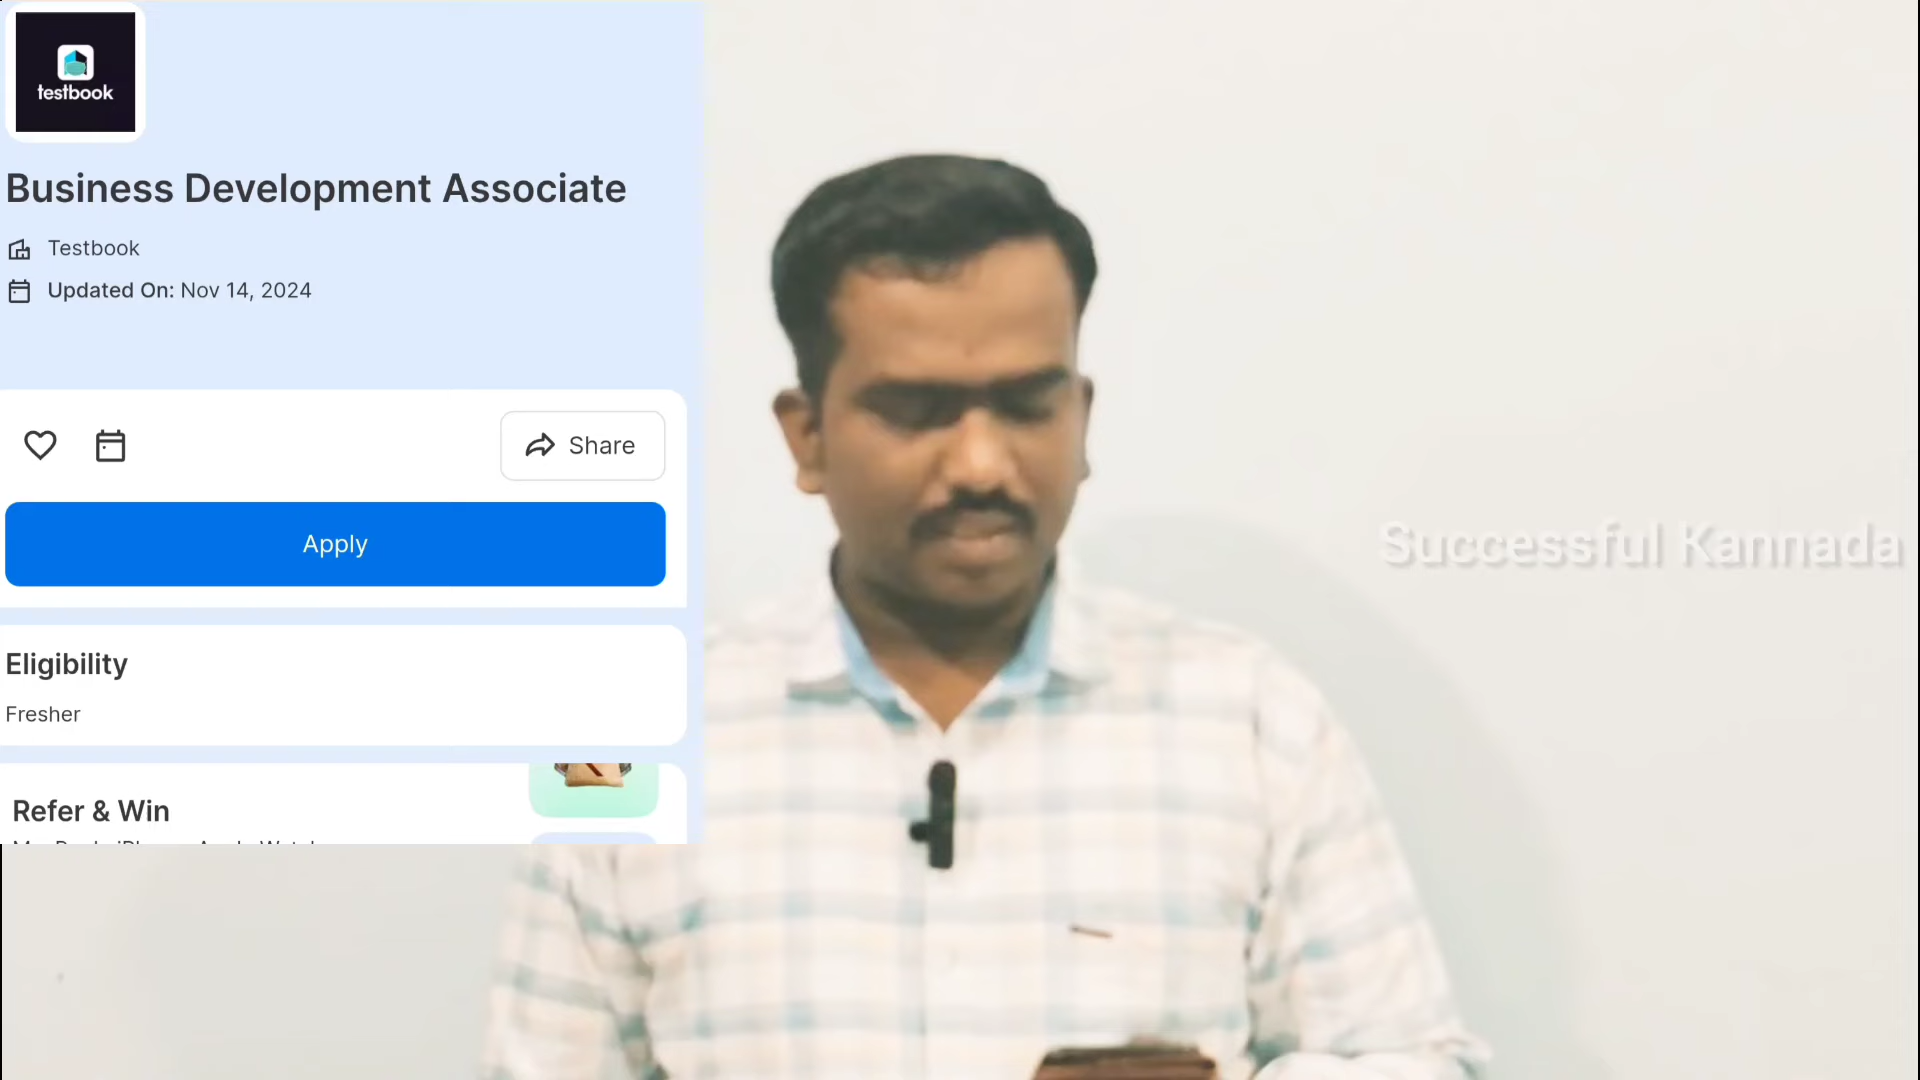 testbook
Business Development Associate
Testbook
Updated On: Nov 14, 2024
Share
Apply
Eligibility
Fresher
Refer & Win
Successful Kannada